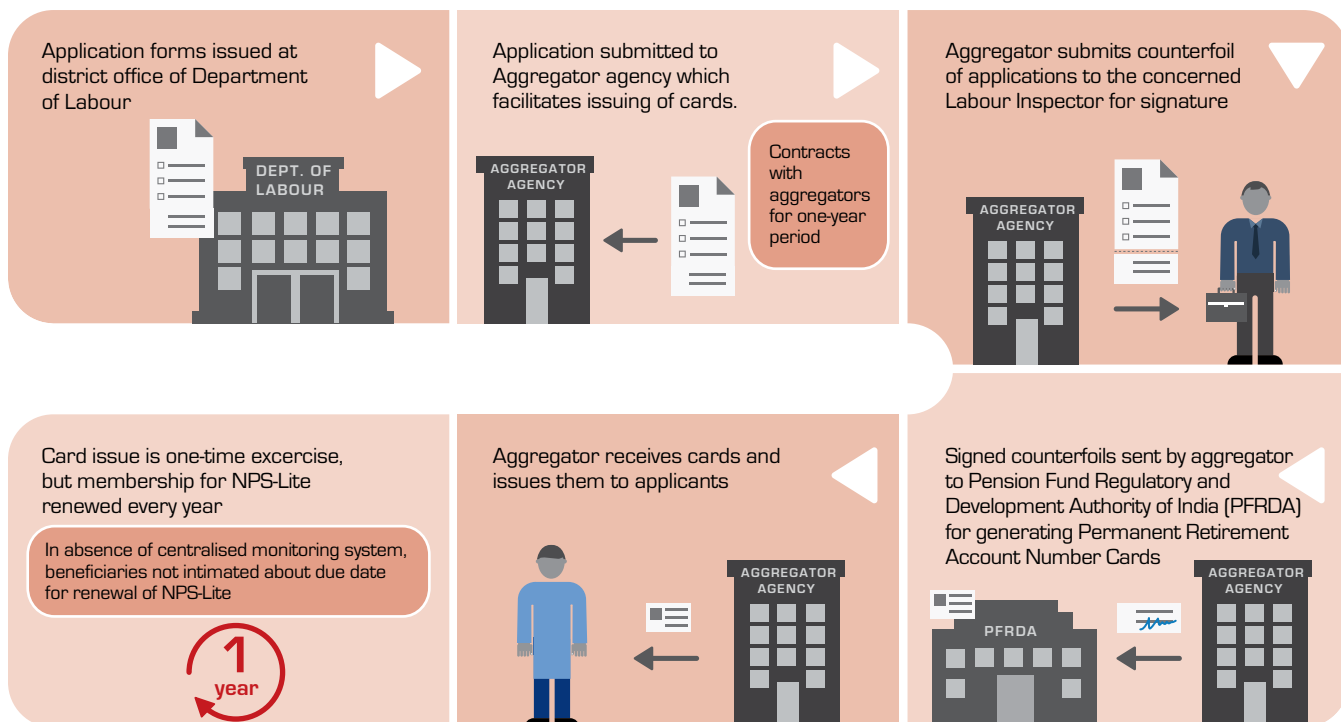 Application forms issued at
district office of Department
of Labour
DEPT. OF
LABOUR
Application submitted to
Aggregator agency which
facilitates issuing of cards.
AGGREGATOR
AGENCY
Contracts
with
aggregators
for one-year
period
Aggregator submits counterfoil
of applications to the concerned
Labour Inspector for signature
AGGREGATOR
AGENCY
Signed counterfoils sent by aggregator
to Pension Fund Regulatory and
Development Authority of India (PFRDA)
for generating Permanent Retirement
Account Number Cards
PFRDA
AGGREGATOR
AGENCY
Aggregator receives cards and
issues them to applicants
AGGREGATOR
AGENCY
Card issue is one-time excercise,
but membership for NPS-Lite
renewed every year
In absence of centralised monitoring system,
beneficiaries not intimated about due date
for renewal of NPS-Lite
1
year